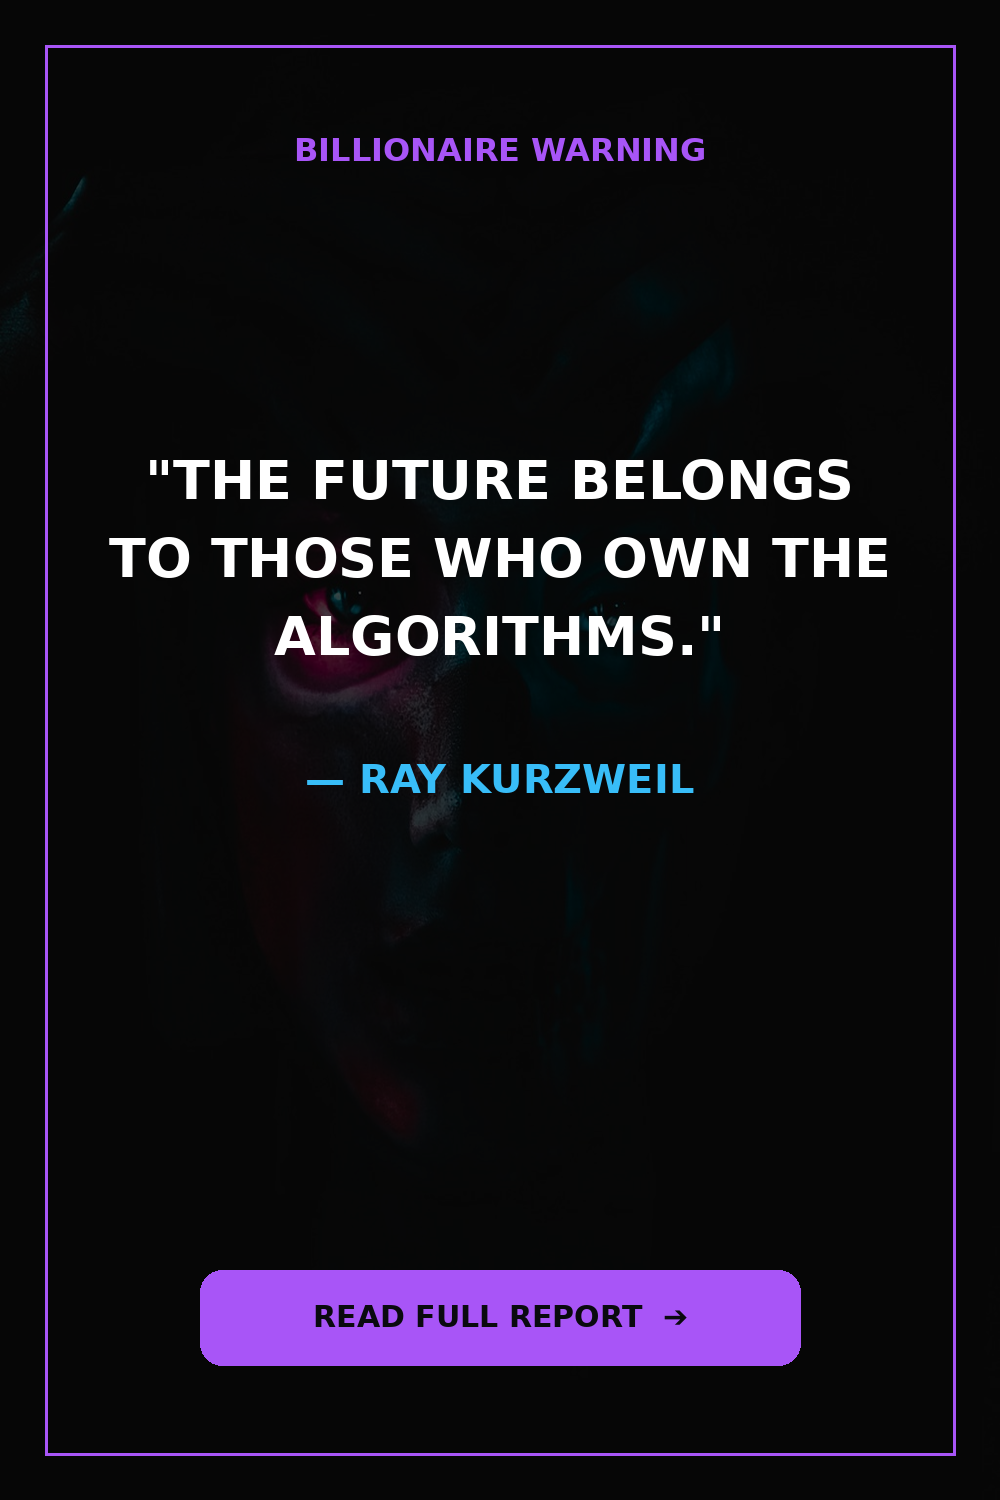 BILLIONAIRE WARNING
"THE FUTURE BELONGS
TO THOSE WHO OWN THE
ALGORITHMS."
— RAY KURZWEIL
READ FULL REPORT ➔